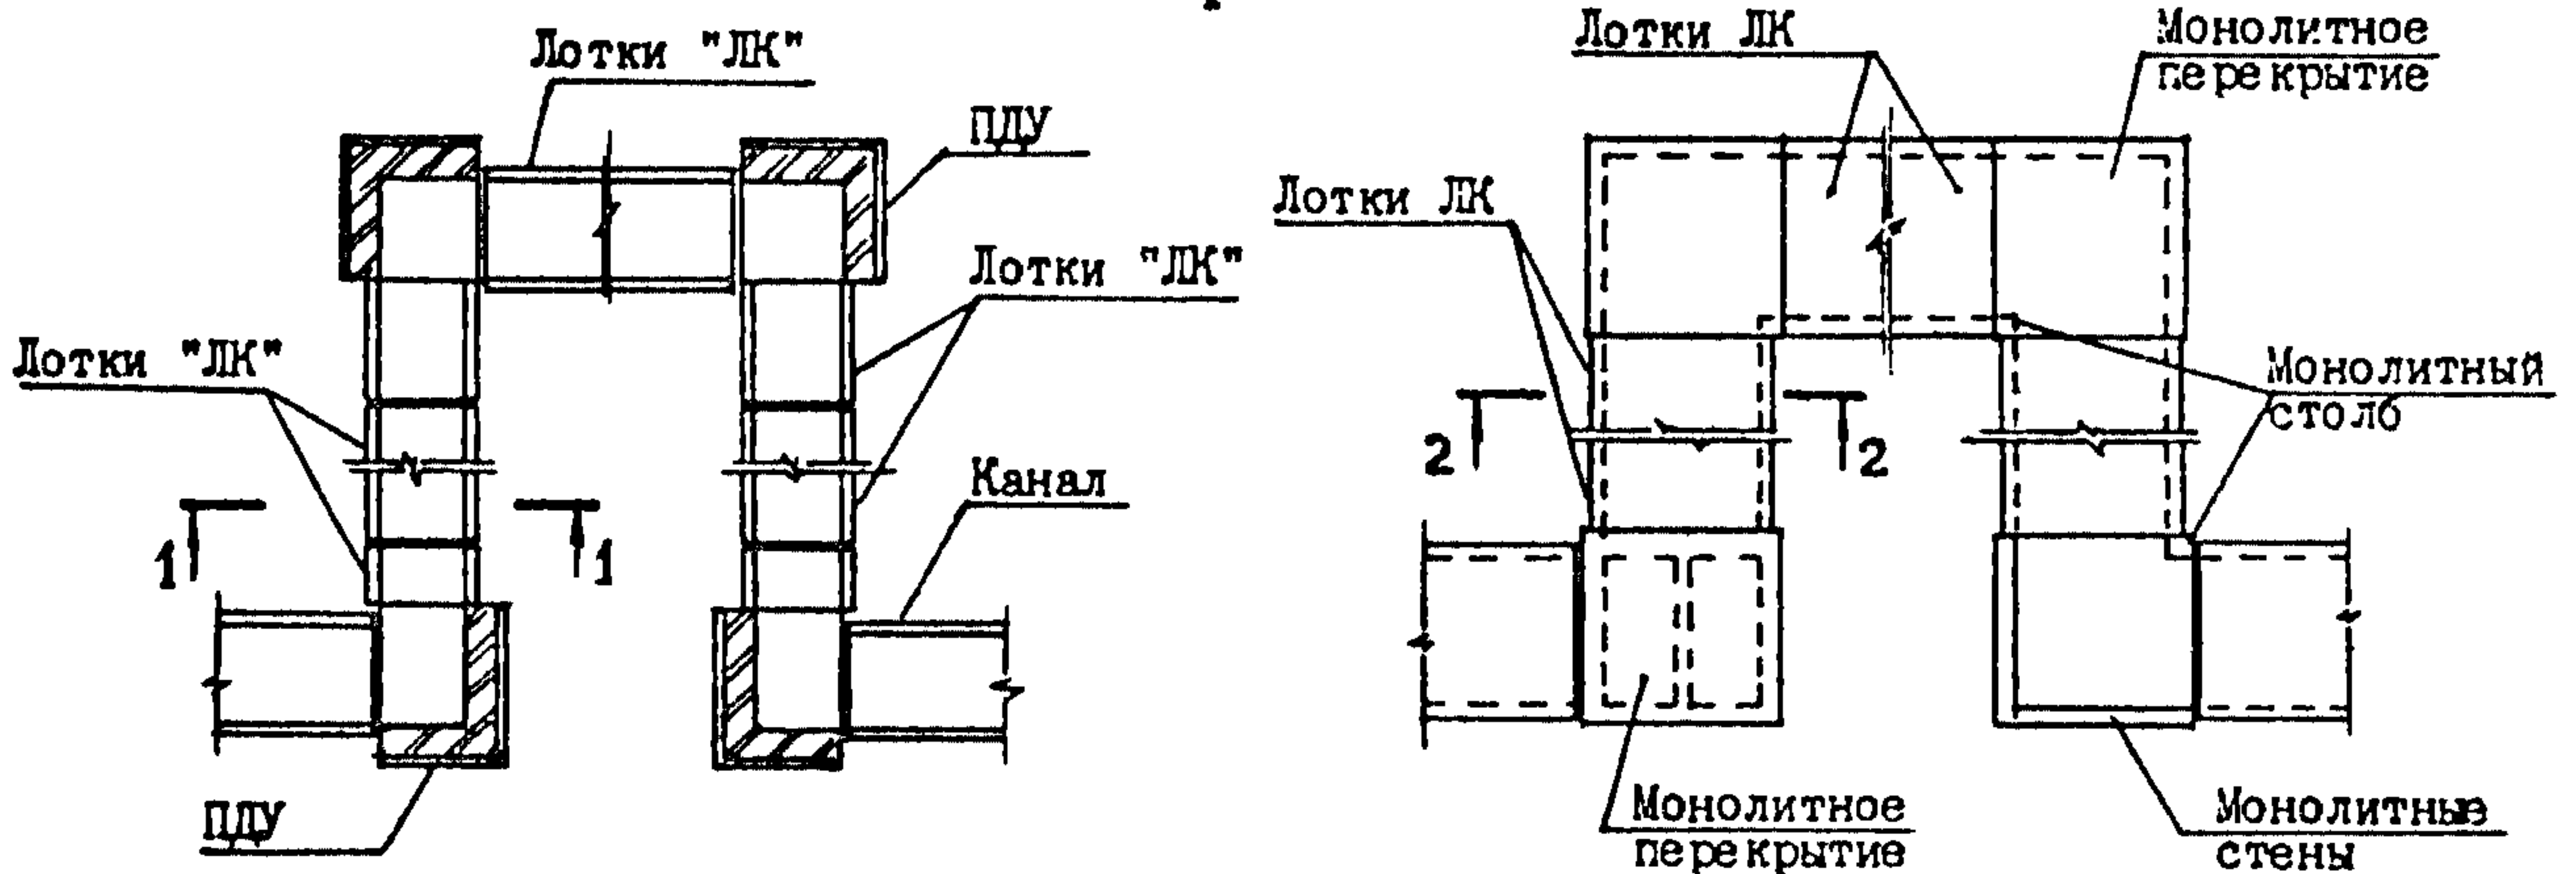 Лотки "ЛК"
ПДУ
Лотки "ЛК"
Лотки "ЛК"
Канал
1
1
ПДУ
Лотки ЛК
Монолитное
перекрытие
Лотки ЛК
Монолитный
столб
2
2
Монолитное
перекрытие
Монолитные
стены